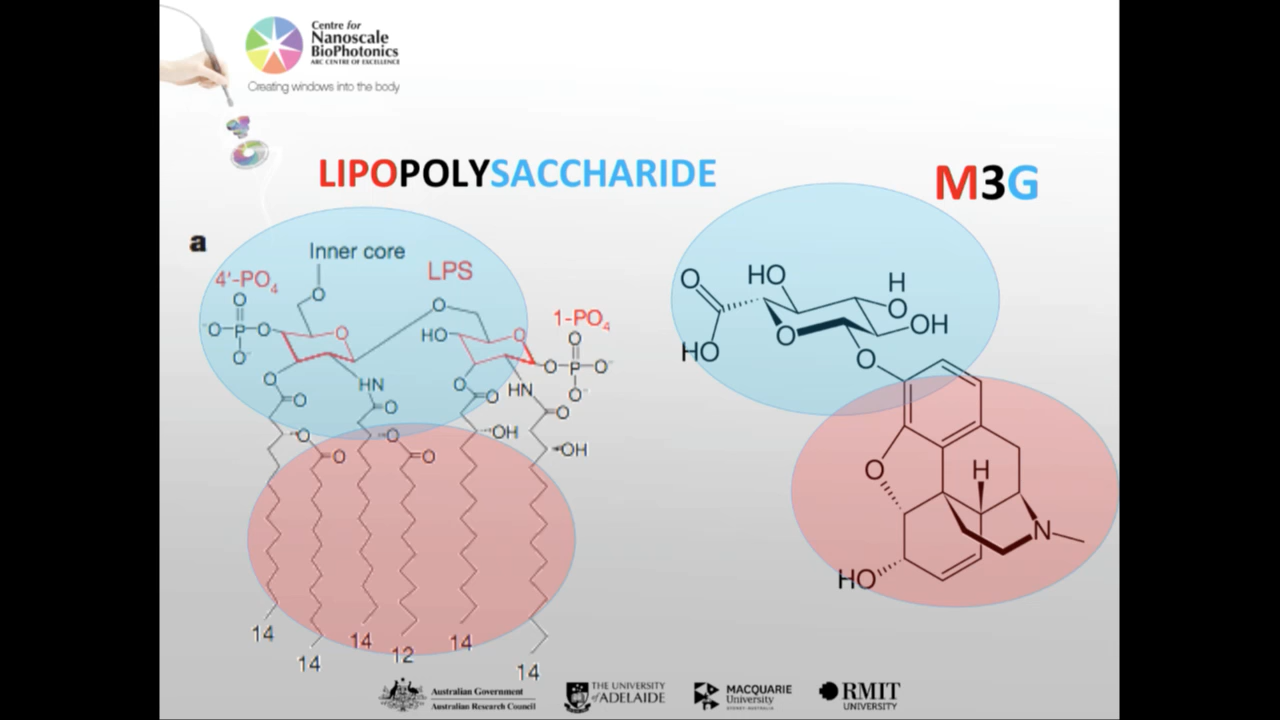 Centre for
Nanoscale
BioPhotonics
ARC CENTRE OF EXCELLENCE
Creating windows into the body
LIPOPOLYSACCHARIDE
M3G
a
Inner core
4'-PO4
LPS
1-PO4
O
O
O
O
HO
O
⁻O
P
O
O⁻
O
O
P
O⁻
O⁻
O
HN
O
HN
O
O
O
O
OH
O
O
OH
O
O
14
14
14
12
14
14
O
HO
H
O
OH
O
HO
O
O
H
N
HO
Australian Government
Australian Research Council
THE UNIVERSITY
of ADELAIDE
MACQUARIE
University
SYDNEY·AUSTRALIA
RMIT
UNIVERSITY